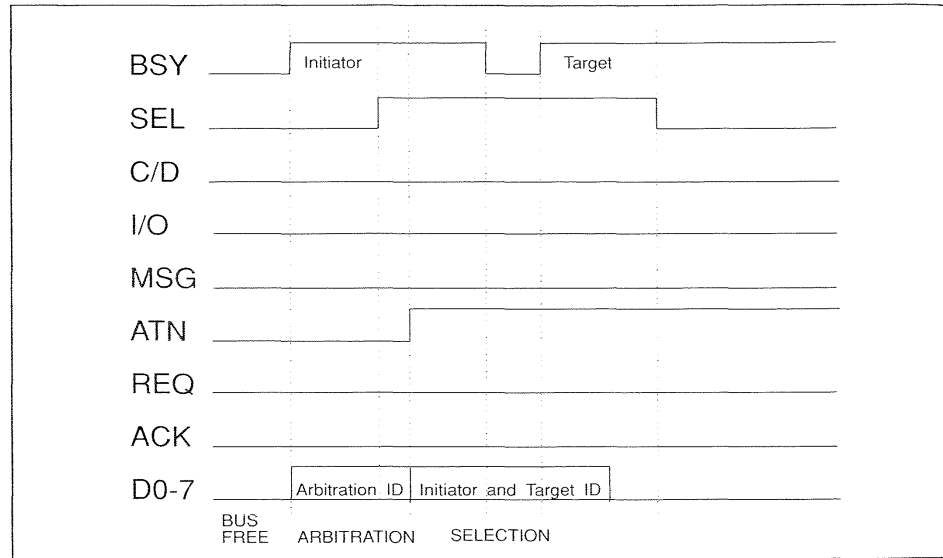 BSY Initiator Target
SEL
C/D
I/O
MSG
ATN
REQ
ACK
D0-7 Arbitration ID Initiator and Target ID
BUS
FREE ARBITRATION SELECTION